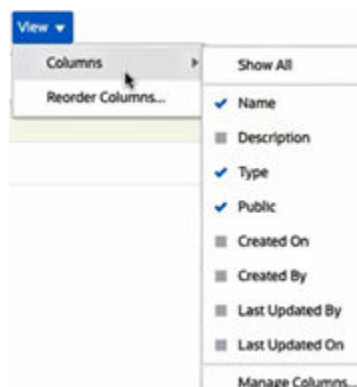 View
Columns
Reorder Columns...
Show All
Name
Description
Type
Public
Created On
Created By
Last Updated By
Last Updated On
Manage Columns...